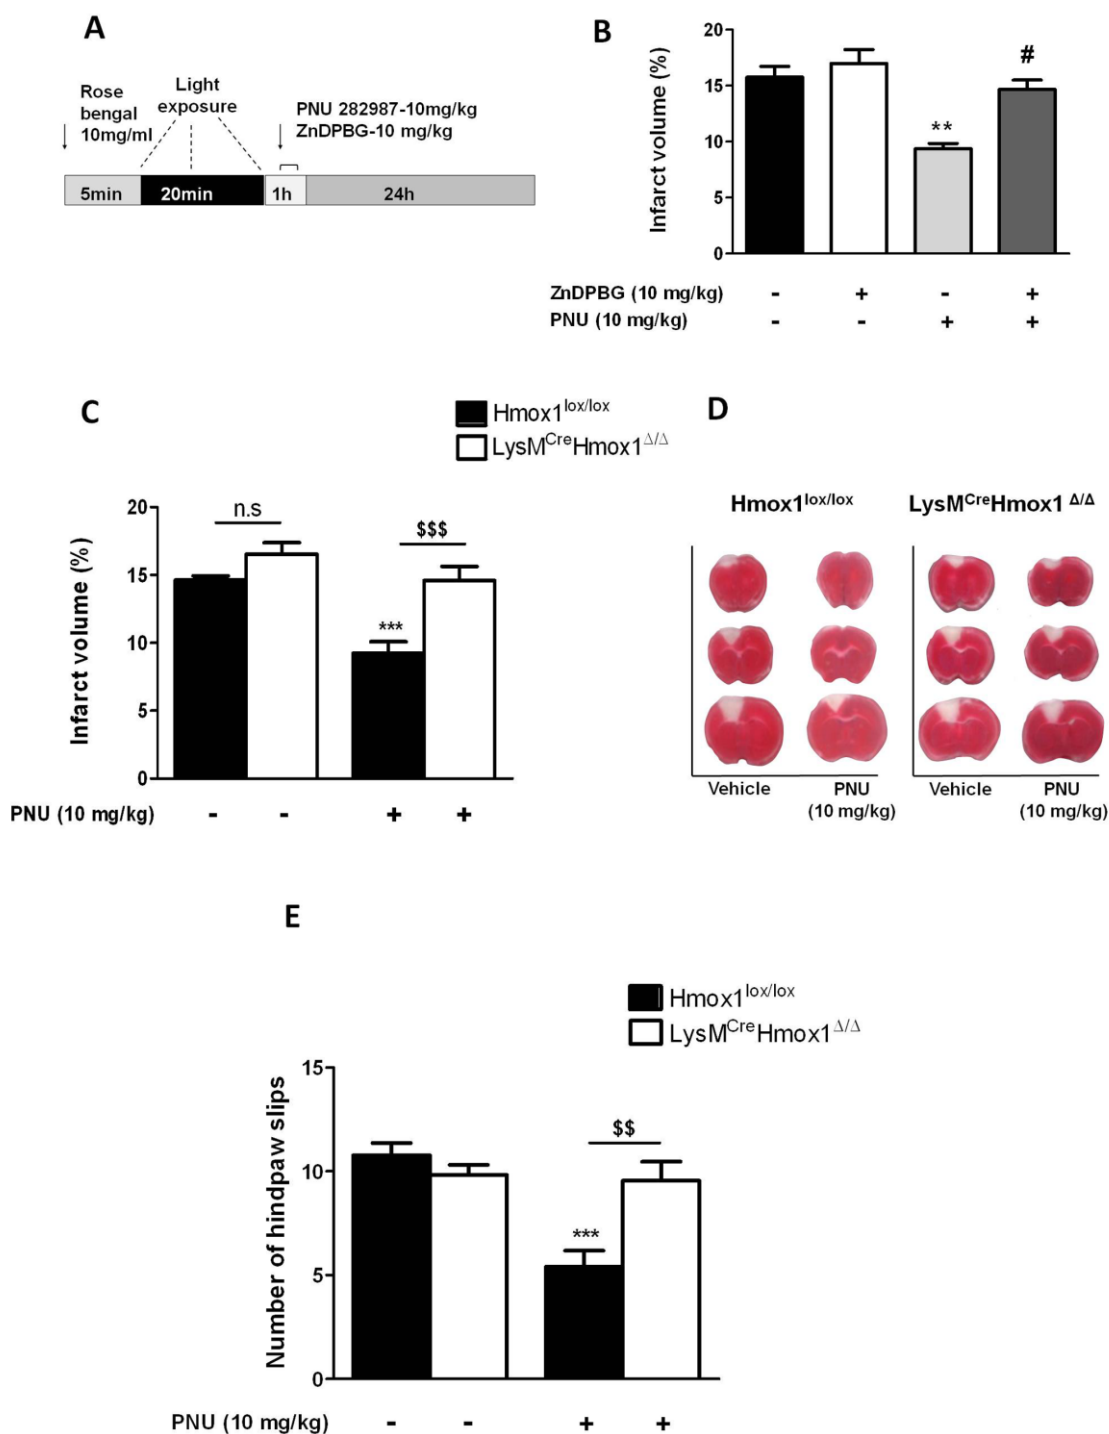 A
Rose
bengal
10mg/ml
Light
exposure
PNU 282987-10mg/kg
ZnDPBG-10 mg/kg
5min
20min
1h
24h
B
Infarct volume (%)
20
15
10
5
0
**
#
ZnDPBG (10 mg/kg) - + - +
PNU (10 mg/kg) - - + +
C
Hmox1lox/lox
LysMCreHmox1Δ/Δ
Infarct volume (%)
20
15
10
5
0
n.s
***
$$$
PNU (10 mg/kg) - - + +
D
Hmox1lox/lox
LysMCreHmox1 Δ/Δ
Vehicle
PNU
(10 mg/kg)
Vehicle
PNU
(10 mg/kg)
E
Hmox1lox/lox
LysMCreHmox1Δ/Δ
Number of hindpaw slips
15
10
5
0
***
$$
PNU (10 mg/kg) - - + +